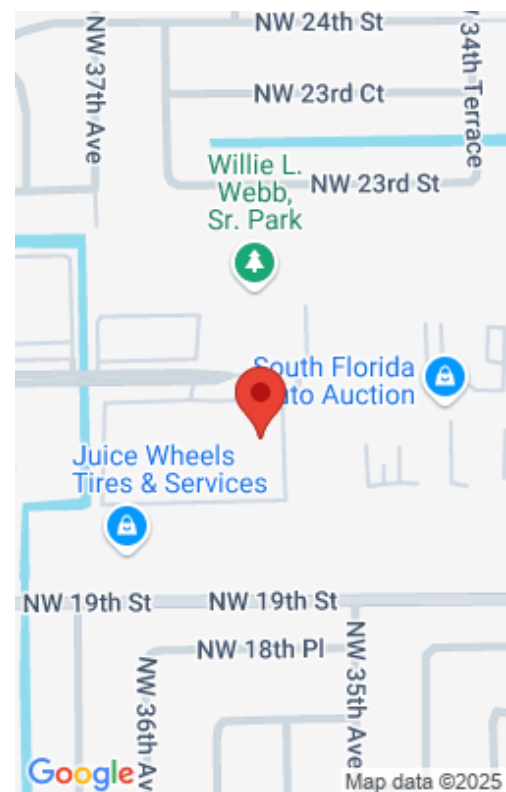 NW 24th St
NW 37th Ave
34th Terrace
NW 23rd Ct
Willie L.
Webb,
Sr. Park
NW 23rd St
South Florida
uto Auction
Juice Wheels
Tires & Services
NW 19th St
NW 19th St
NW 18th Pl
NW 36th Av
NW 35th Ave
Google
Map data ©2025